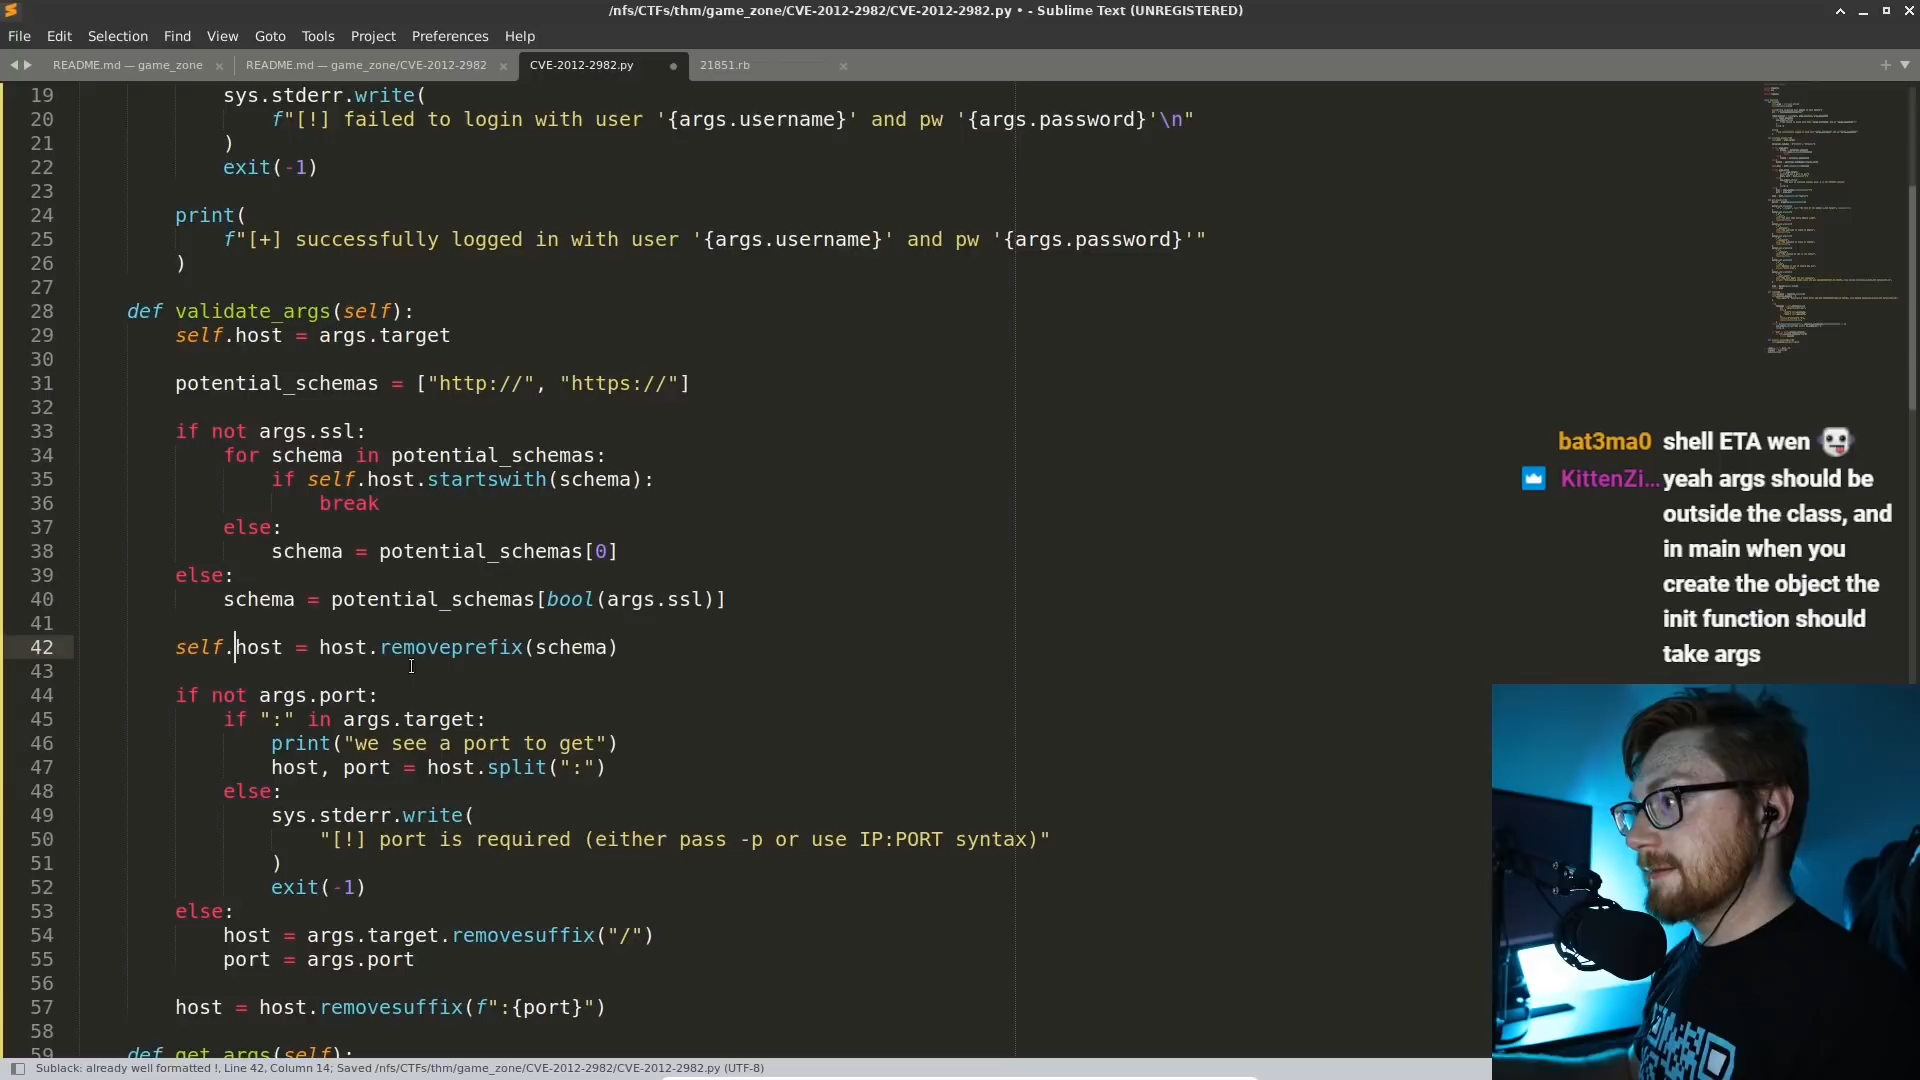 /nfs/CTFs/thm/game_zone/CVE-2012-2982/CVE-2012-2982.py • - Sublime Text (UNREGISTERED)
File Edit Selection Find View Goto Tools Project Preferences Help
README.md — game_zone × README.md — game_zone/CVE-2012-2982 × CVE-2012-2982.py 21851.rb ×
19 sys.stderr.write(
20 f"[!] failed to login with user '{args.username}' and pw '{args.password}'\n"
21 )
22 exit(-1)
23
24 print(
25 f"[+] successfully logged in with user '{args.username}' and pw '{args.password}'"
26 )
27
28 def validate_args(self):
29 self.host = args.target
30
31 potential_schemas = ["http://", "https://"]
32
33 if not args.ssl:
34 for schema in potential_schemas:
35 if self.host.startswith(schema):
36 break
37 else:
38 schema = potential_schemas[0]
39 else:
40 schema = potential_schemas[bool(args.ssl)]
41
42 self.host = host.removeprefix(schema)
43
44 if not args.port:
45 if ":" in args.target:
46 print("we see a port to get")
47 host, port = host.split(":")
48 else:
49 sys.stderr.write(
50 "[!] port is required (either pass -p or use IP:PORT syntax)"
51 )
52 exit(-1)
53 else:
54 host = args.target.removesuffix("/")
55 port = args.port
56
57 host = host.removesuffix(f":{port}")
58
59 def get_args(self):
bat3ma0 shell ETA wen
KittenZi... yeah args should be
outside the class, and
in main when you
create the object the
init function should
take args
Sublack: already well formatted !, Line 42, Column 14; Saved /nfs/CTFs/thm/game_zone/CVE-2012-2982/CVE-2012-2982.py (UTF-8)